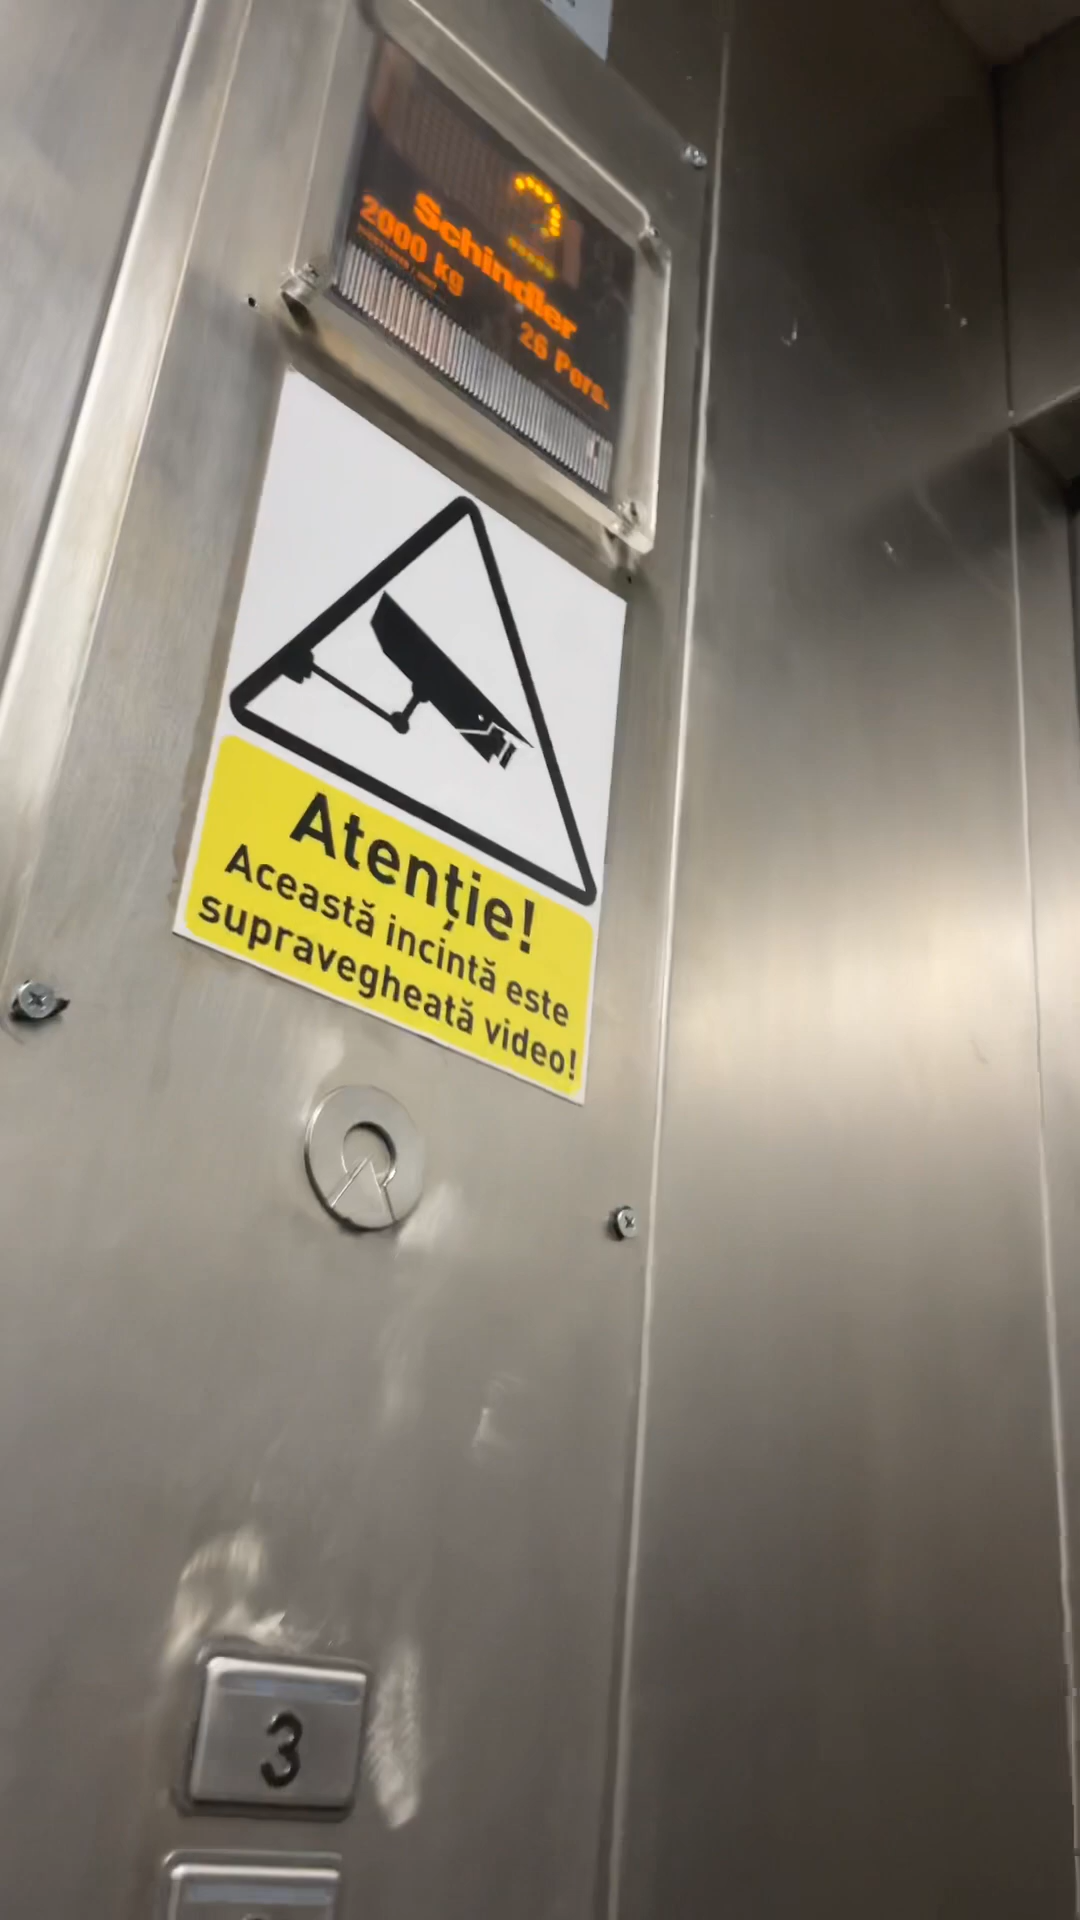 Schindler
2000 kg 26 Pers.
Atenție!
Această incintă este
supravegheată video!
3